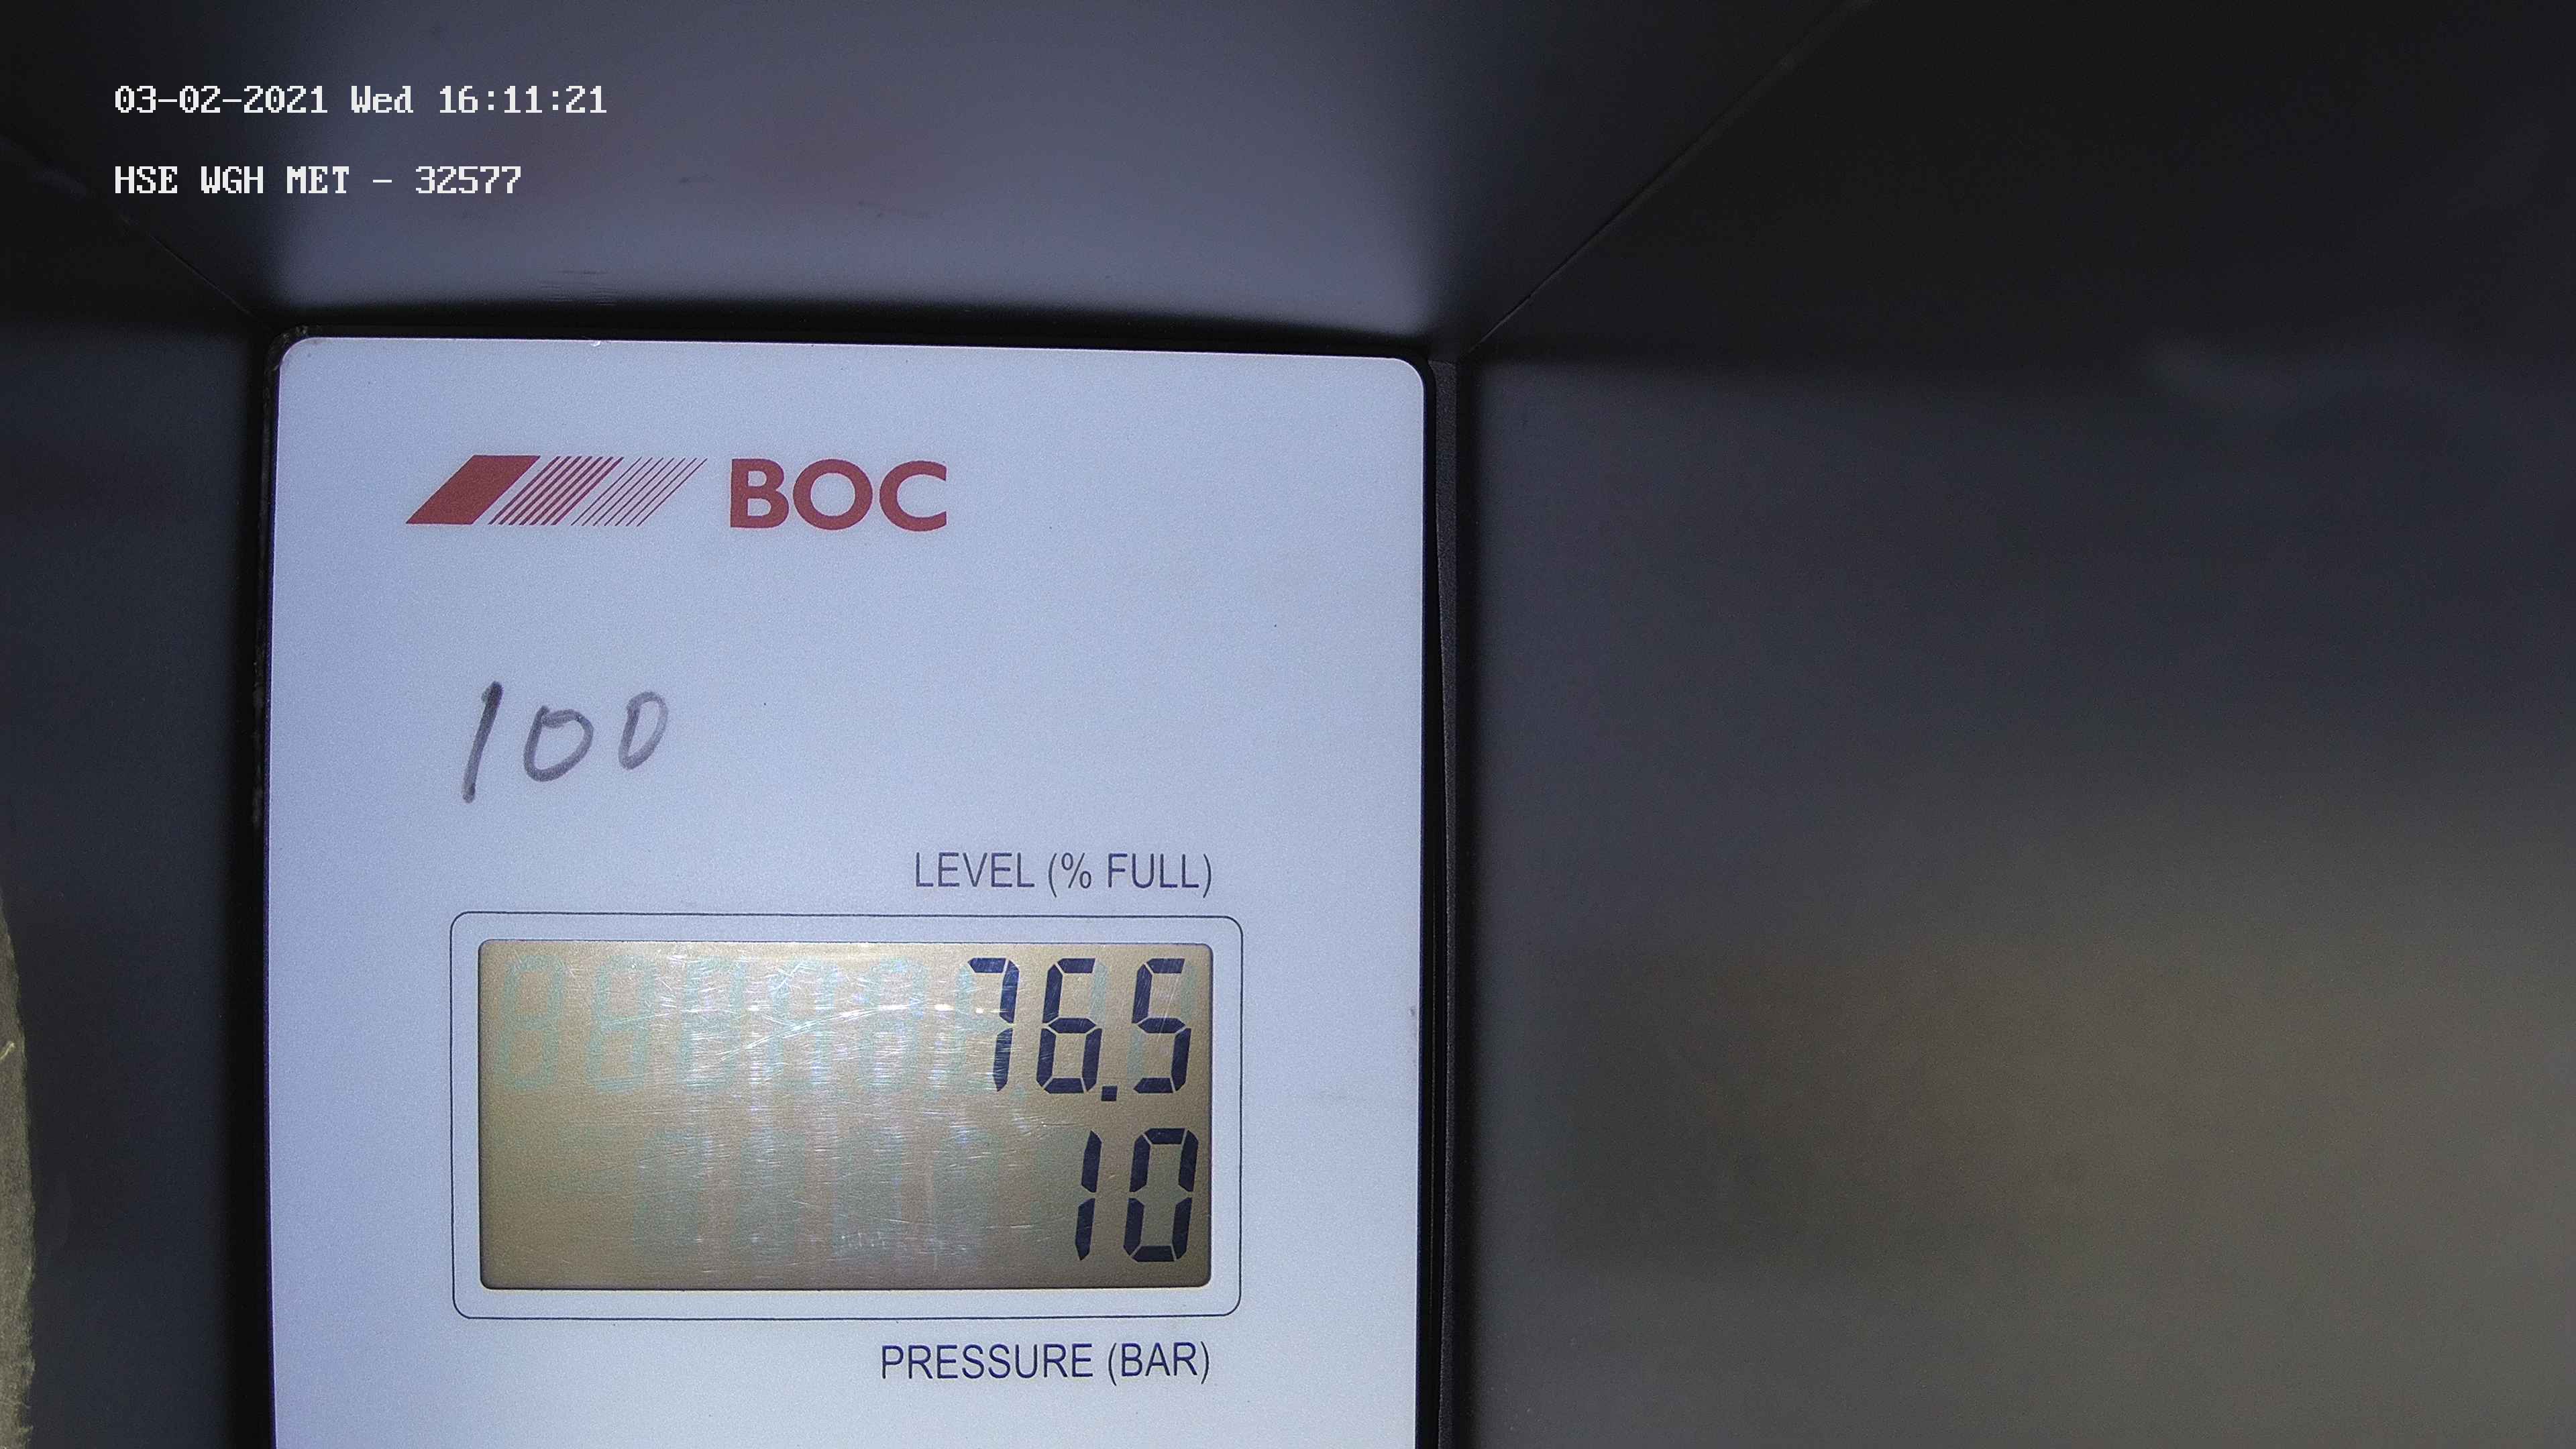 03-02-2021 Wed 16:11:21
HSE WGH MET - 32577
BOC
100
LEVEL (% FULL)
76.5
10
PRESSURE (BAR)